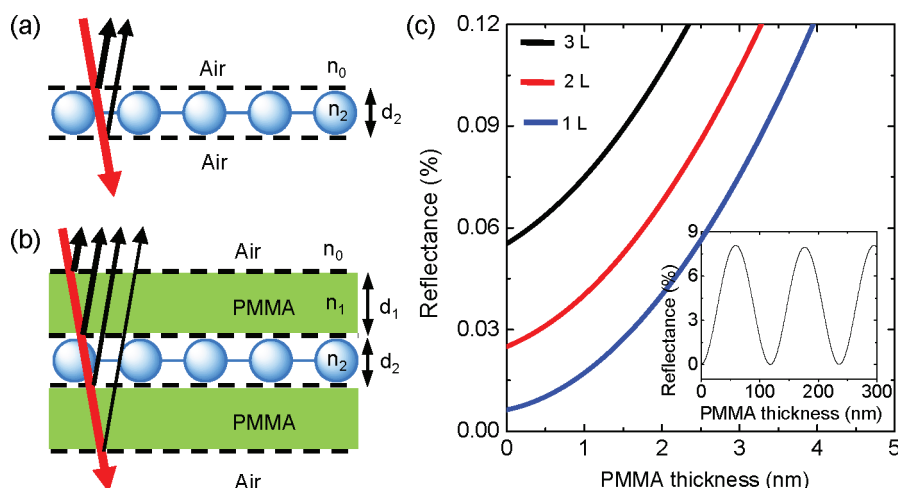 (a)
Air n₀
n₂ d₂
Air
(b)
Air n₀
PMMA n₁ d₁
n₂ d₂
PMMA
Air
(c)
0.12
0.09
0.06
0.03
0.00
Reflectance (%)
3 L
2 L
1 L
0 1 2 3 4 5
PMMA thickness (nm)
9
6
3
0
Reflectance (%)
0 100 200 300
PMMA thickness (nm)